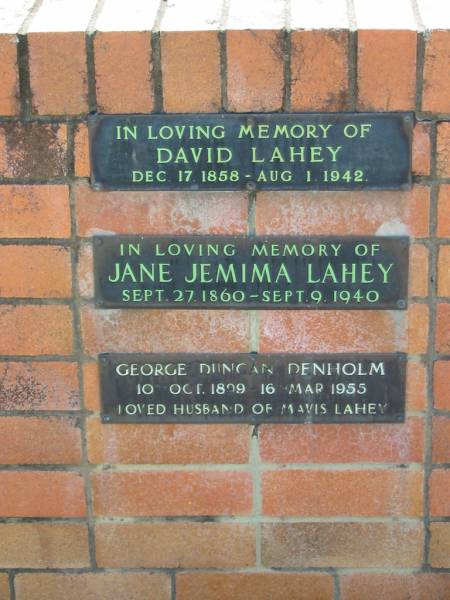 IN LOVING MEMORY OF
DAVID LAHEY
DEC. 17. 1858 - AUG 1. 1942.
IN LOVING MEMORY OF
JANE JEMIMA LAHEY
SEPT. 27. 1860 - SEPT. 9. 1940
GEORGE DUNCAN DENHOLM
10 OCT. 1899 - 16 MAR 1955
LOVED HUSBAND OF MAVIS LAHEY